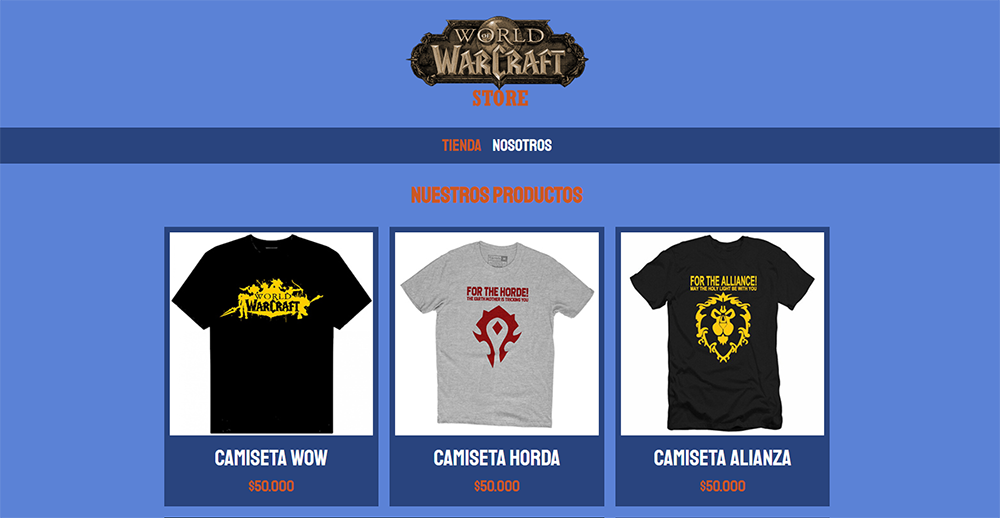 WORLD
OF
WARCRAFT
STORE
TIENDA NOSOTROS
NUESTROS PRODUCTOS
WORLD
WARCRAFT
FOR THE HORDE!
THE EARTH MOTHER IS TRICKING YOU
FOR THE ALLIANCE!
MAY THE HOLY LIGHT BE WITH YOU
CAMISETA WOW
CAMISETA HORDA
CAMISETA ALIANZA
$50.000
$50.000
$50.000